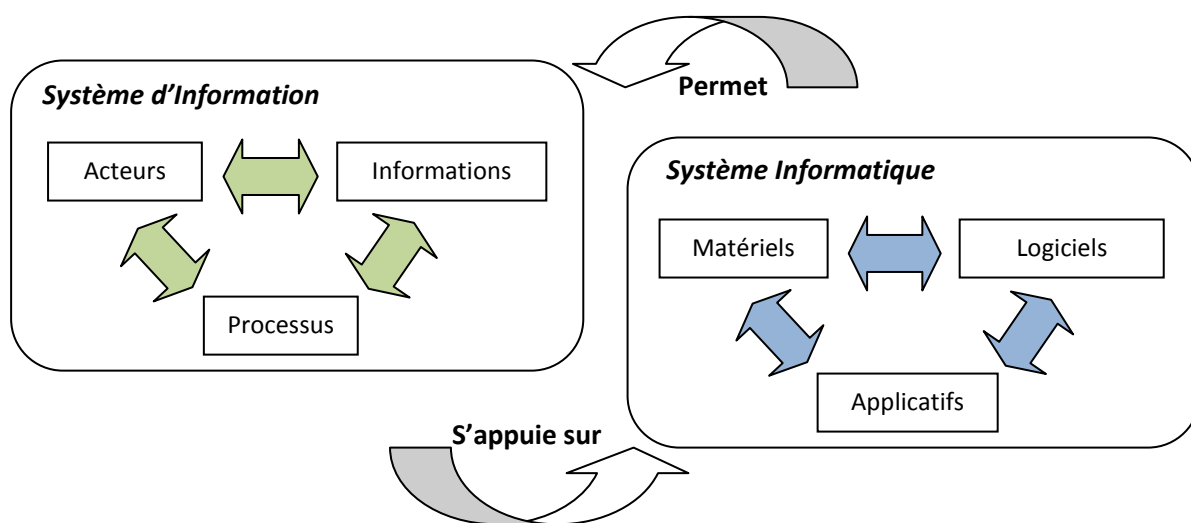 Système d'Information
Acteurs
Informations
Processus
Permet
Système Informatique
Matériels
Logiciels
Applicatifs
S'appuie sur